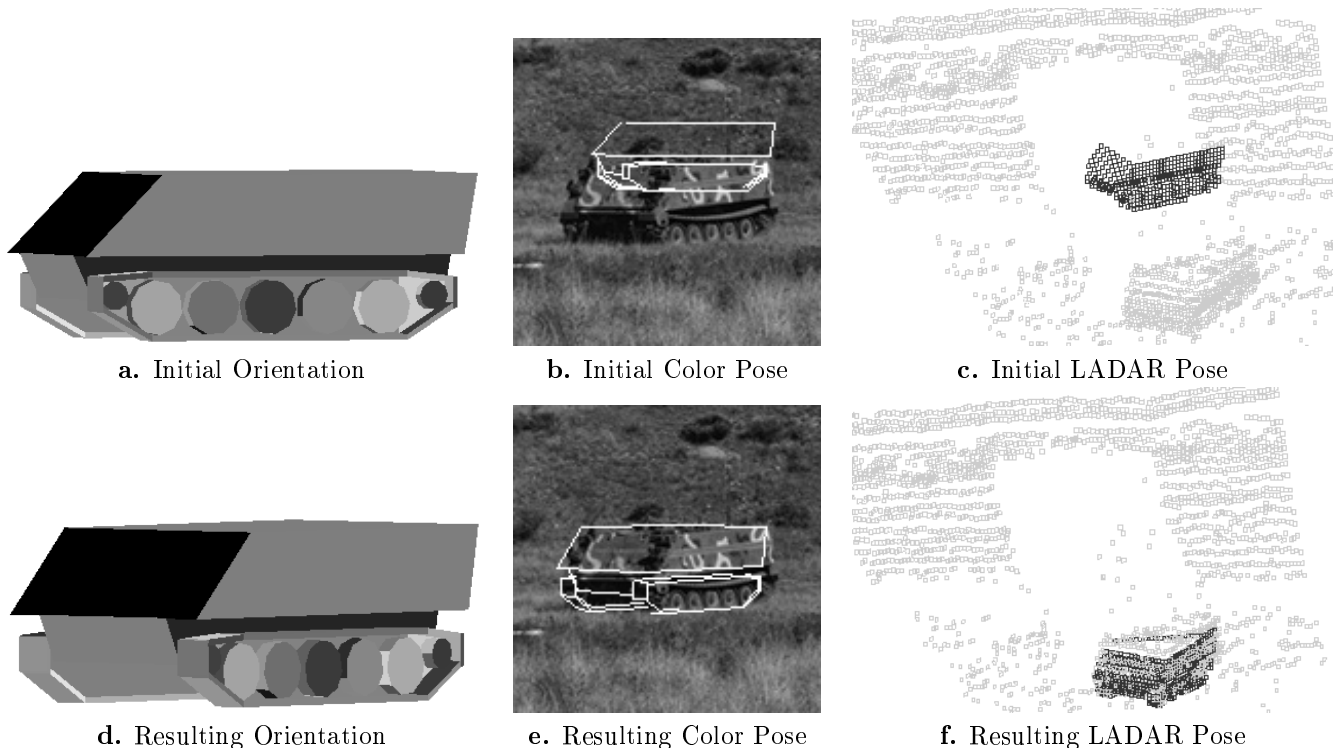 a. Initial Orientation
b. Initial Color Pose
c. Initial LADAR Pose
d. Resulting Orientation
e. Resulting Color Pose
f. Resulting LADAR Pose